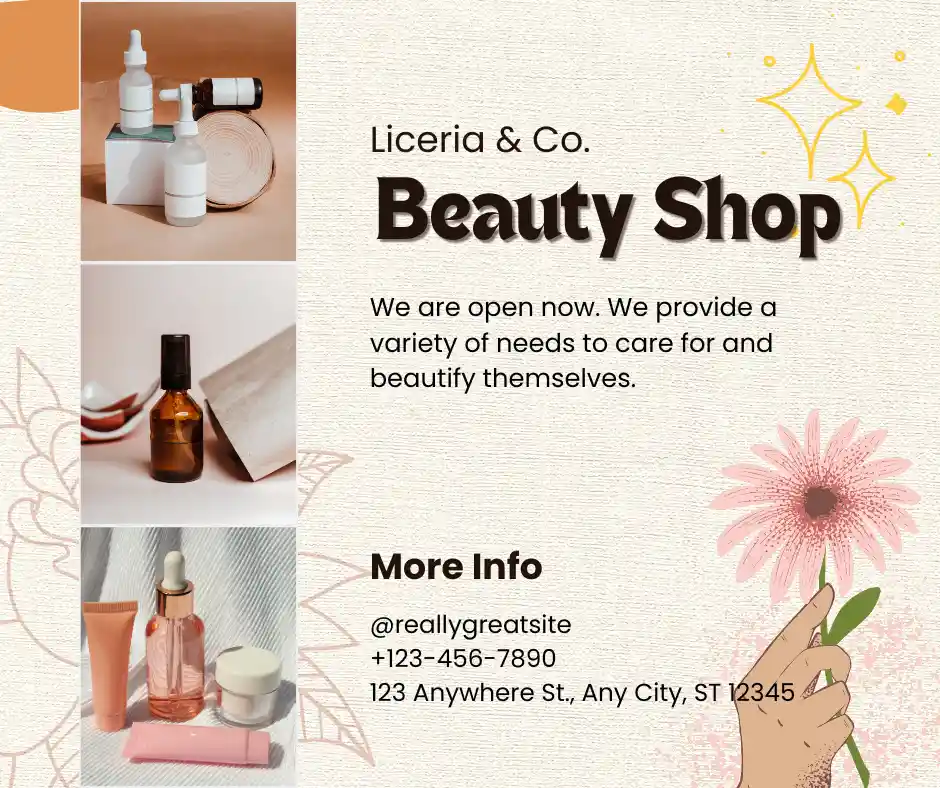 Liceria & Co.
Beauty Shop
We are open now. We provide a
variety of needs to care for and
beautify themselves.
More Info
@reallygreatsite
+123-456-7890
123 Anywhere St., Any City, ST 12345